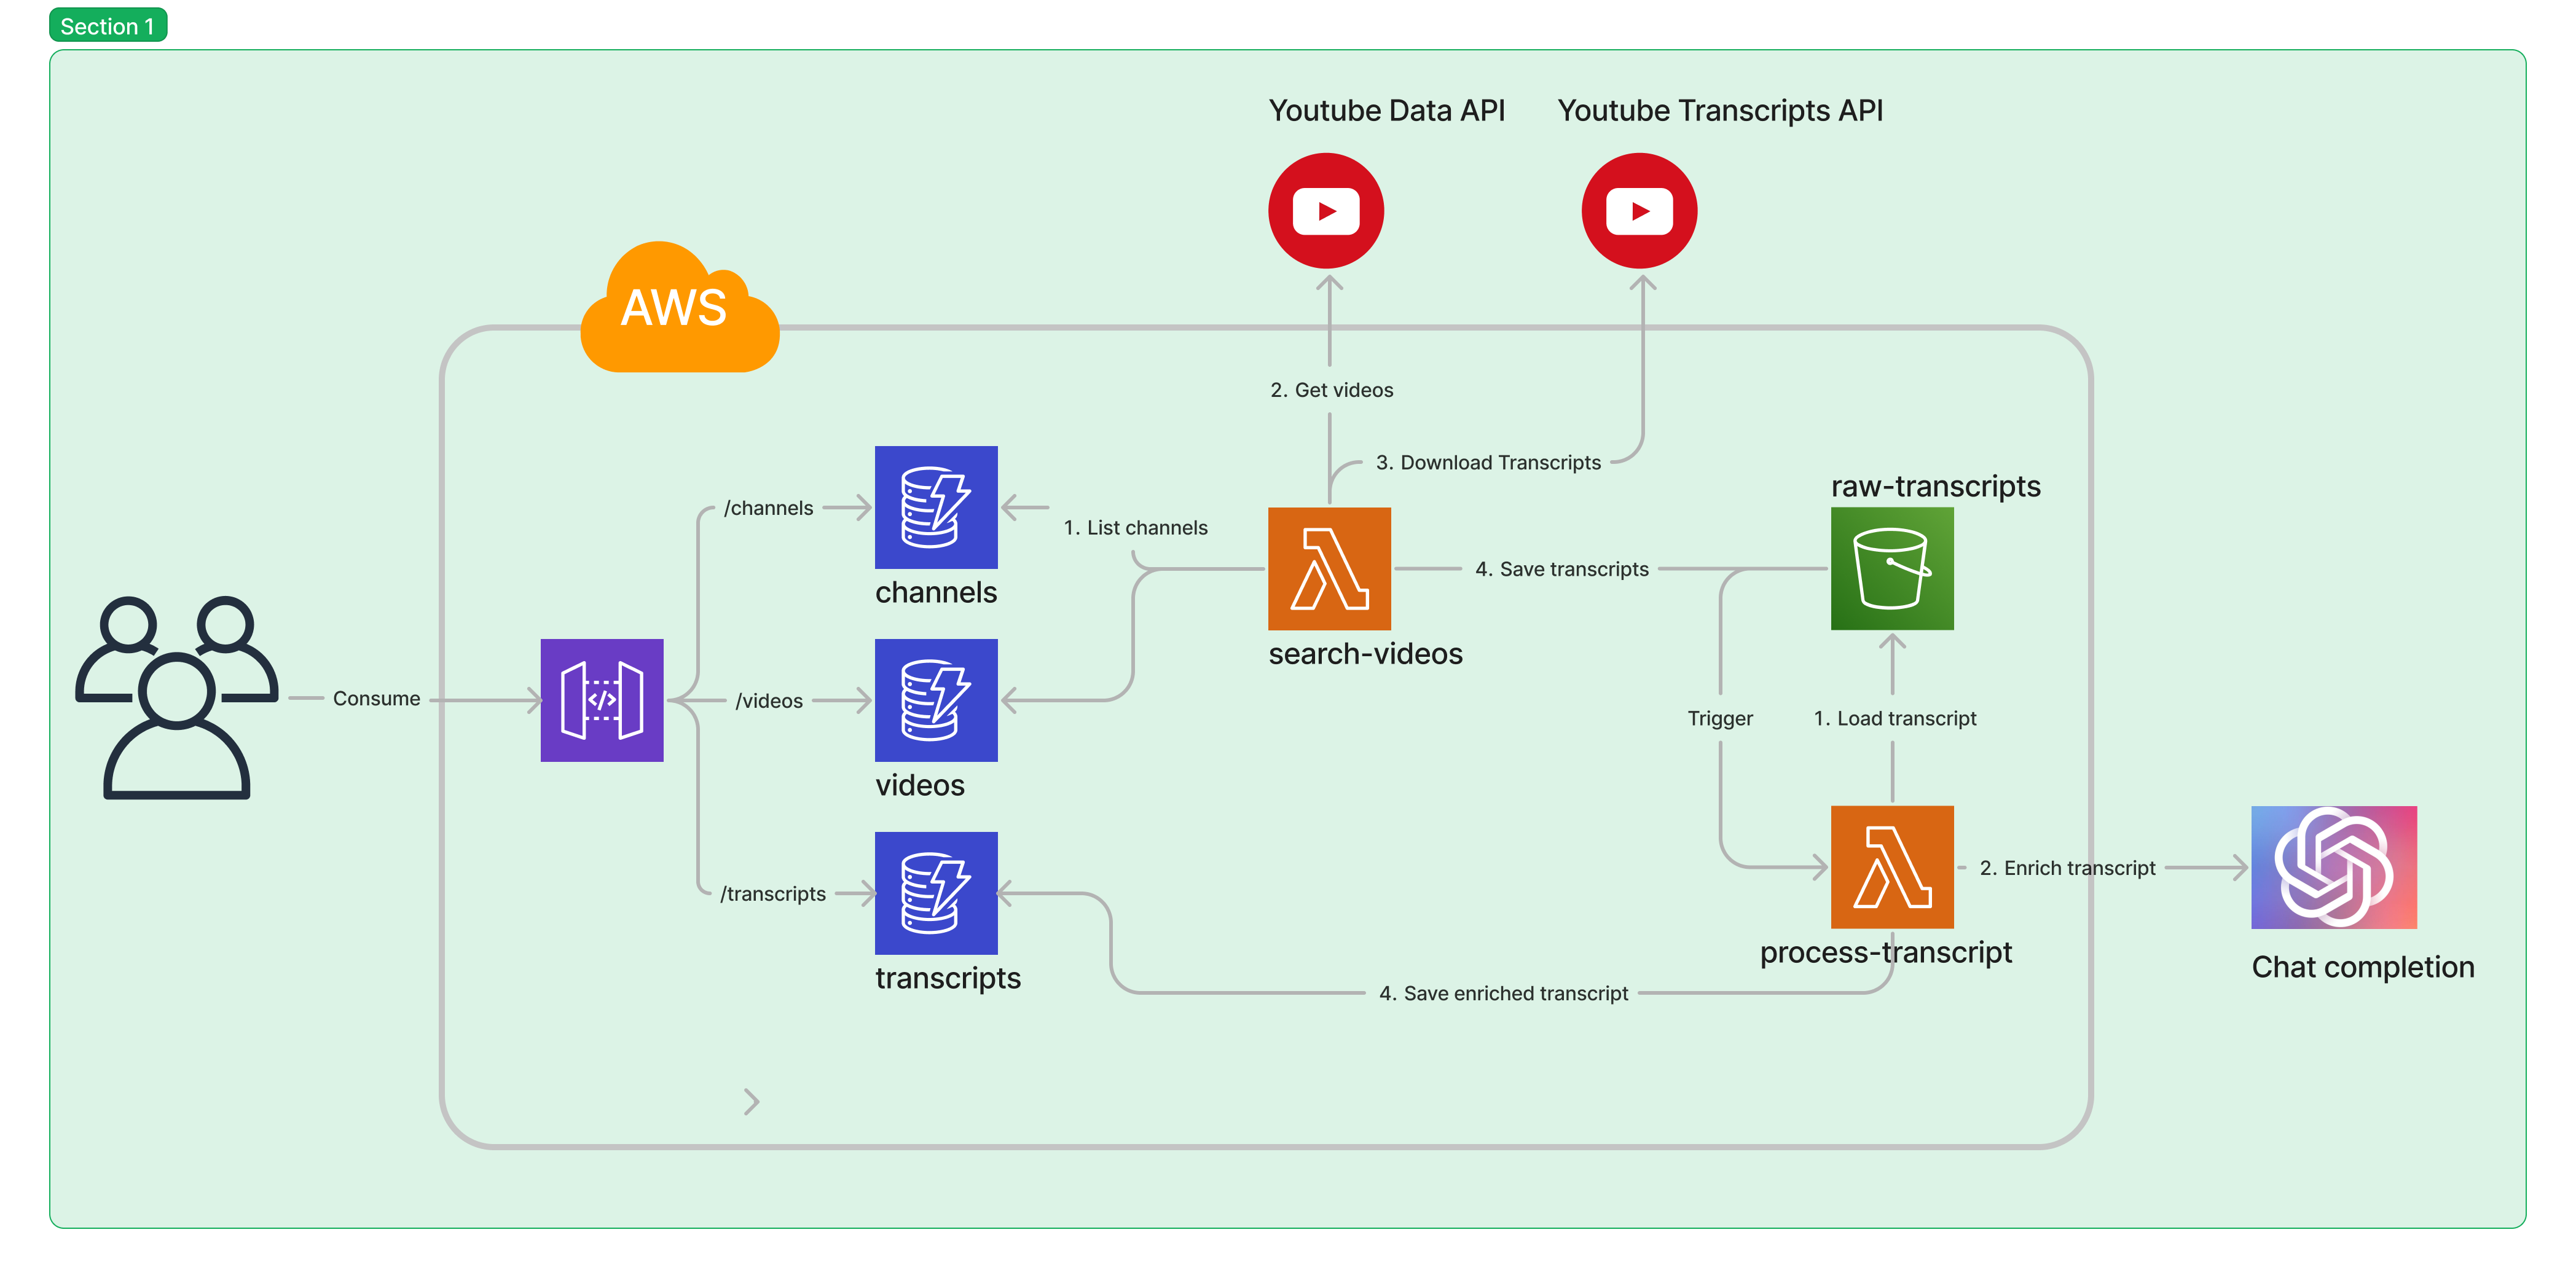 Section 1
Youtube Data API
Youtube Transcripts API
AWS
2. Get videos
3. Download Transcripts
/channels
channels
1. List channels
4. Save transcripts
raw-transcripts
search-videos
Consume
</>
/videos
videos
Trigger
1. Load transcript
/transcripts
transcripts
process-transcript
2. Enrich transcript
Chat completion
4. Save enriched transcript